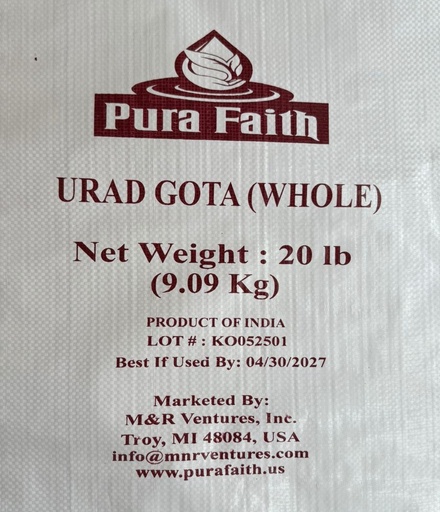 Pura Faith
URAD GOTA (WHOLE)
Net Weight : 20 lb
(9.09 Kg)
PRODUCT OF INDIA
LOT # : KO052501
Best If Used By: 04/30/2027
Marketed By:
M&R Ventures, Inc.
Troy, MI 48084, USA
info@mnrventures.com
www.purafaith.us